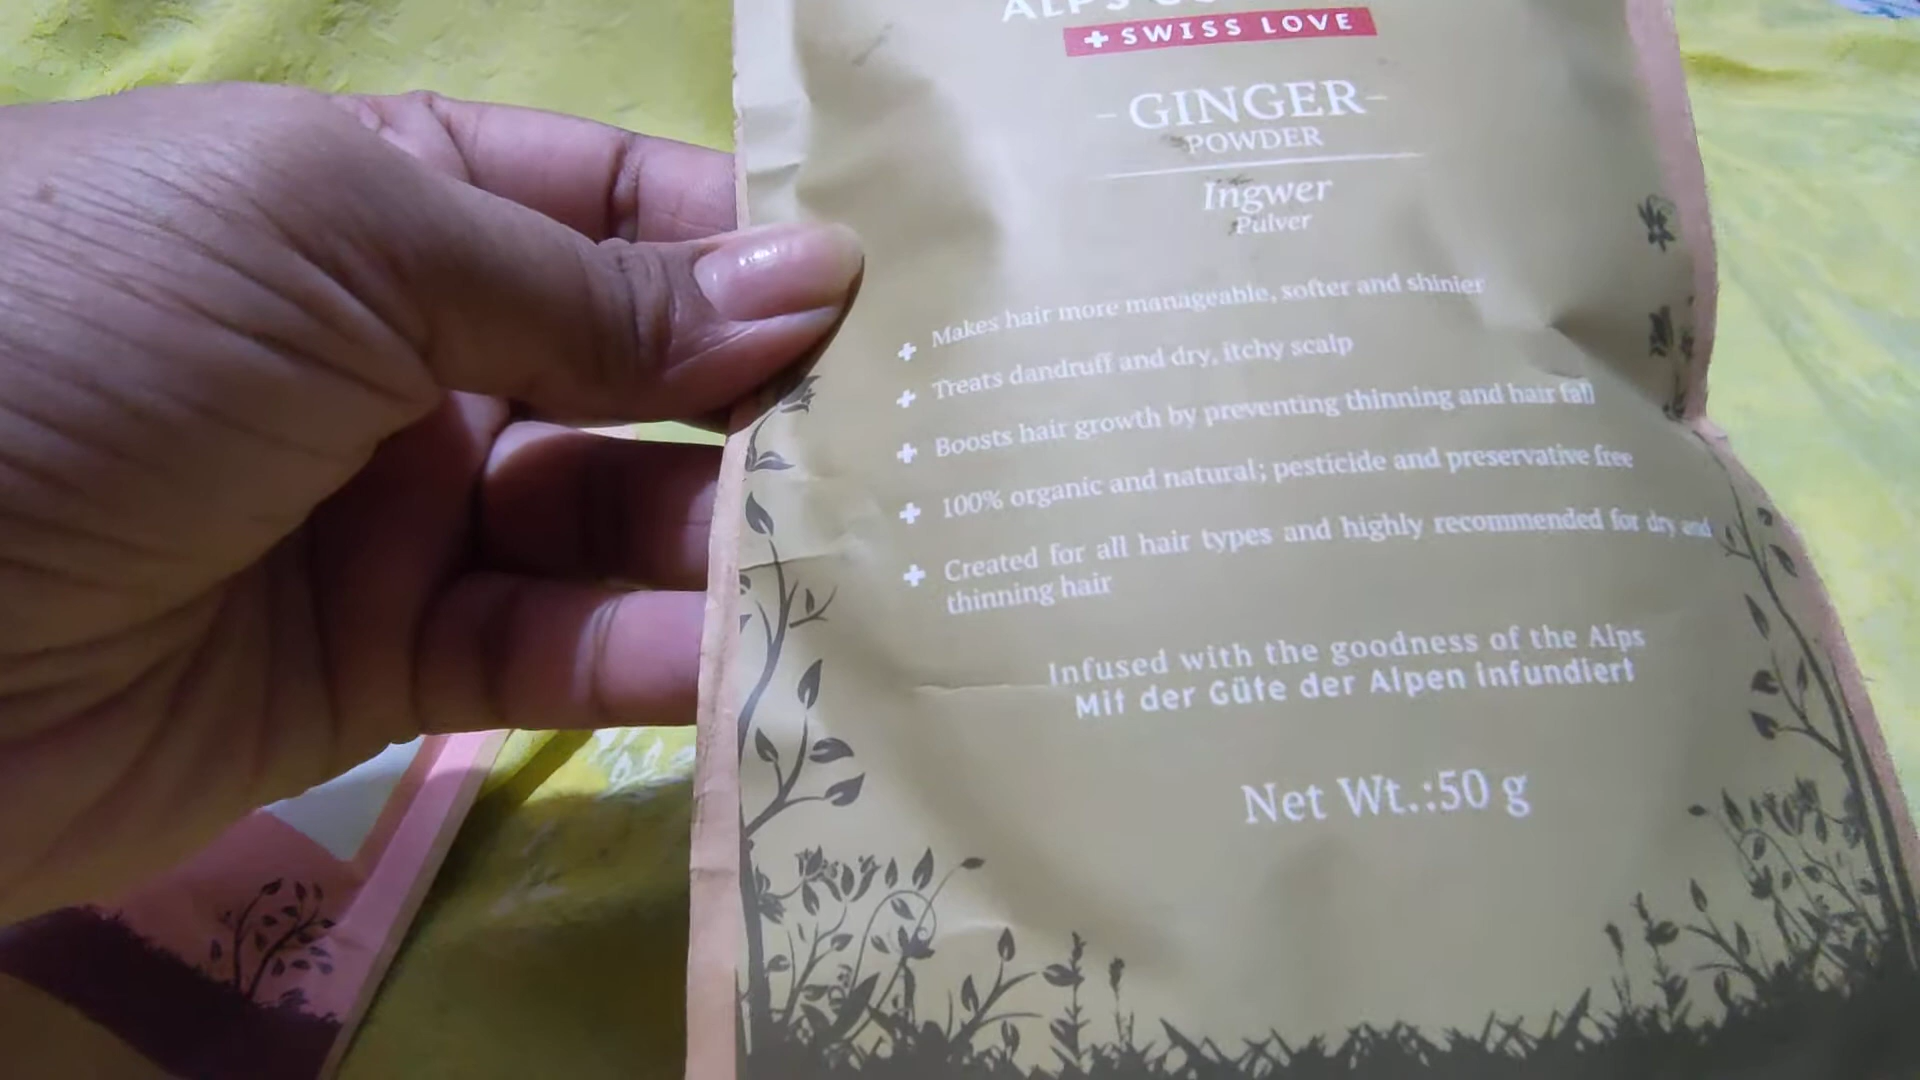 ALPS
+ SWISS LOVE
- GINGER -
POWDER
Ingwer
Pulver
+ Makes hair more manageable, softer and shinier
+ Treats dandruff and dry, itchy scalp
+ Boosts hair growth by preventing thinning and hair fall
+ 100% organic and natural; pesticide and preservative free
+ Created for all hair types and highly recommended for dry and
thinning hair
Infused with the goodness of the Alps
Mit der Güte der Alpen infundiert
Net Wt.:50 g